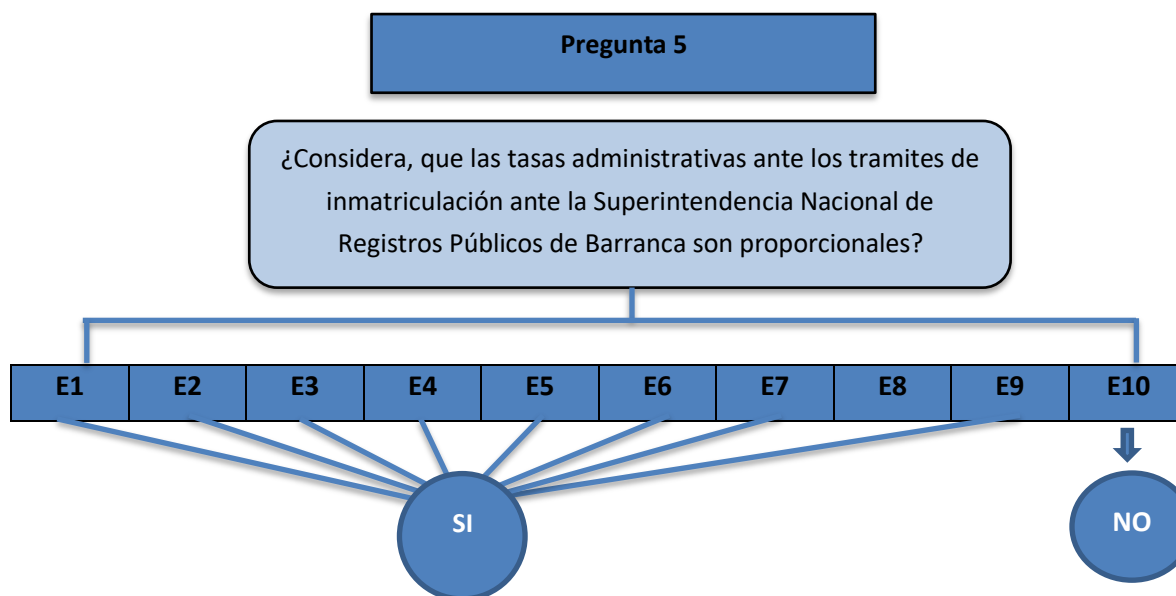 Pregunta 5
¿Considera, que las tasas administrativas ante los tramites de
inmatriculación ante la Superintendencia Nacional de
Registros Públicos de Barranca son proporcionales?
E1 E2 E3 E4 E5 E6 E7 E8 E9 E10
SI NO